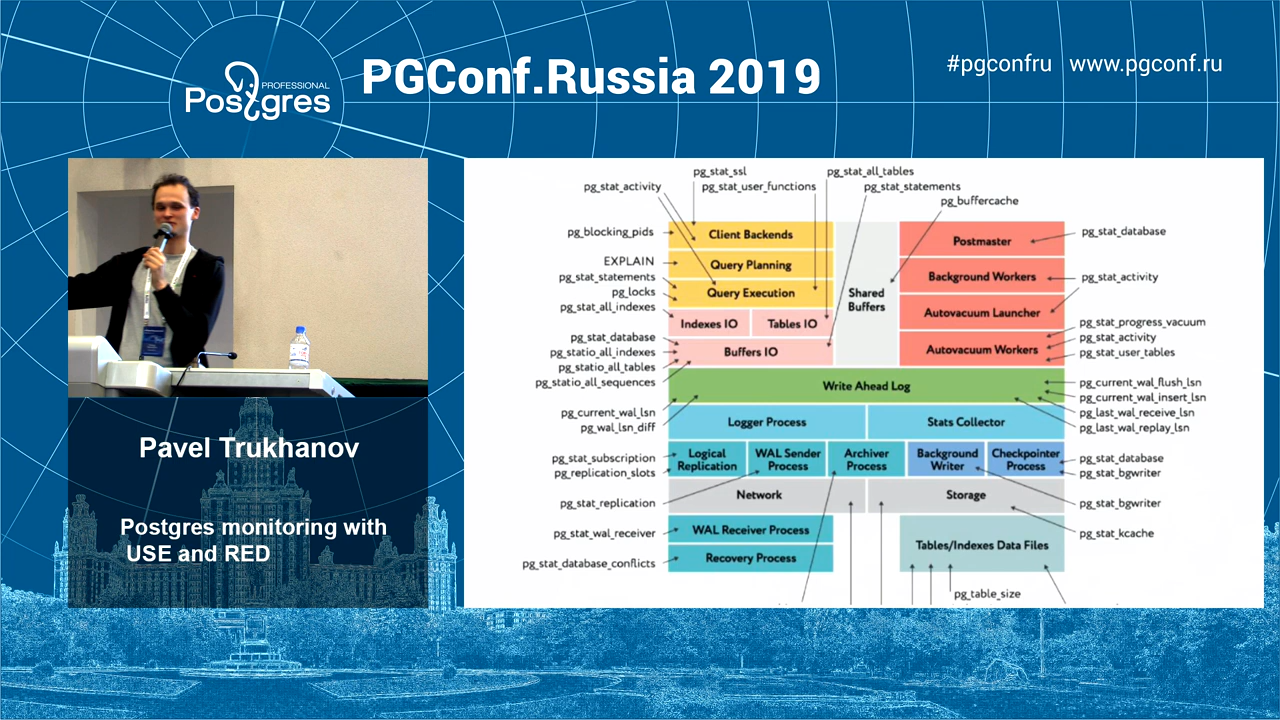 PROFESSIONAL
Postgres
PGConf.Russia 2019
#pgconfru www.pgconf.ru
Pavel Trukhanov
Postgres monitoring with
USE and RED
pg_stat_ssl
pg_stat_all_tables
pg_stat_activity
pg_stat_user_functions
pg_stat_statements
pg_buffercache
pg_blocking_pids
Client Backends
Postmaster
pg_stat_database
EXPLAIN
Query Planning
pg_stat_statements
Background Workers
pg_stat_activity
pg_locks
Query Execution
Shared
Buffers
pg_stat_all_indexes
Autovacuum Launcher
Indexes IO
Tables IO
pg_stat_progress_vacuum
pg_stat_database
pg_stat_activity
pg_statio_all_indexes
Buffers IO
Autovacuum Workers
pg_stat_user_tables
pg_statio_all_tables
pg_statio_all_sequences
Write Ahead Log
pg_current_wal_flush_lsn
pg_current_wal_insert_lsn
pg_current_wal_lsn
pg_last_wal_receive_lsn
pg_wal_lsn_diff
Logger Process
Stats Collector
pg_last_wal_replay_lsn
pg_stat_subscription
Logical
Replication
WAL Sender
Process
Archiver
Process
Background
Writer
Checkpointer
Process
pg_stat_database
pg_replication_slots
pg_stat_bgwriter
pg_stat_replication
Network
Storage
pg_stat_bgwriter
pg_stat_wal_receiver
WAL Receiver Process
pg_stat_kcache
Tables/Indexes Data Files
pg_stat_database_conflicts
Recovery Process
pg_table_size